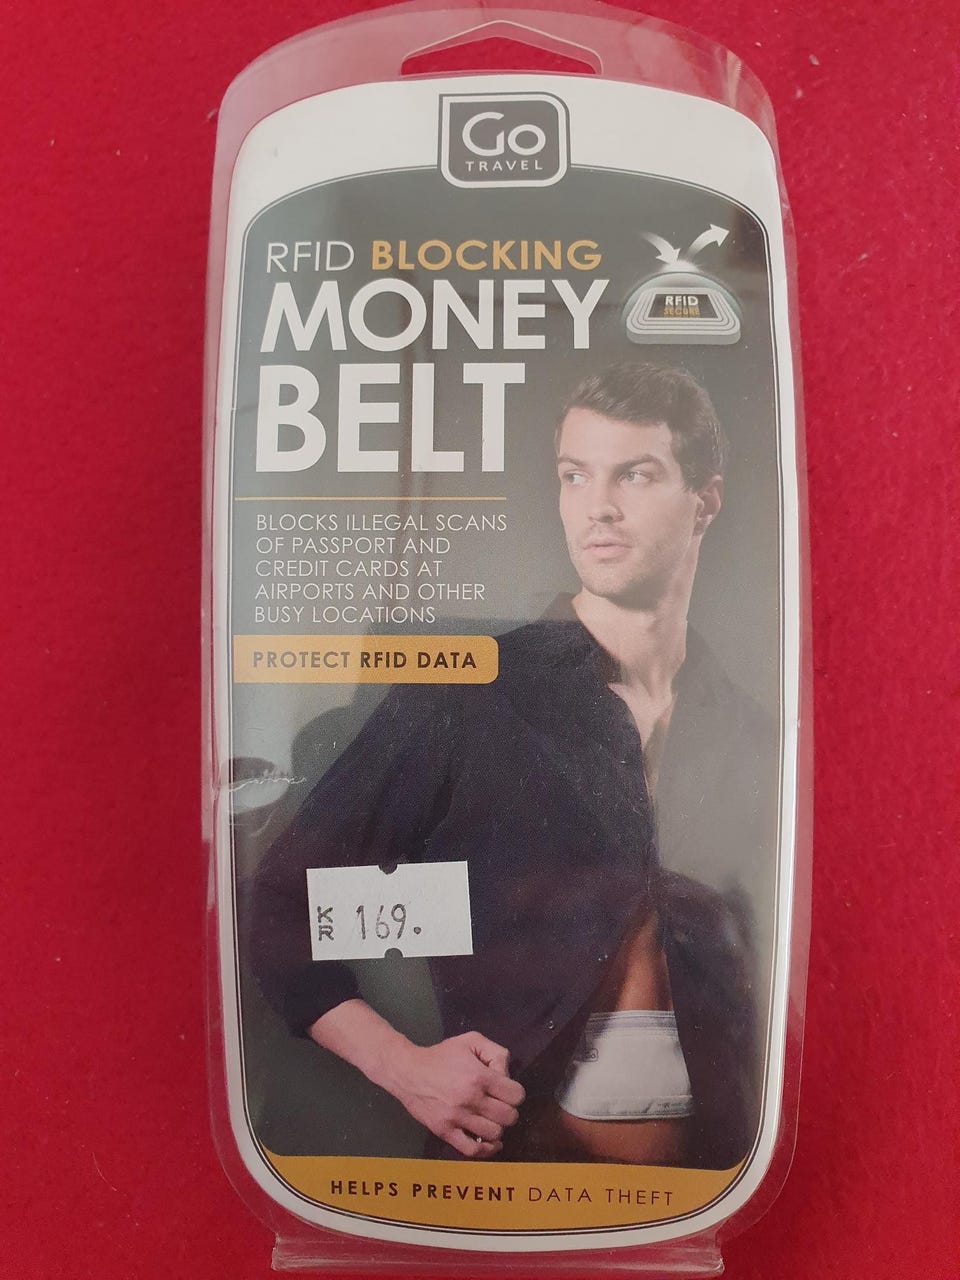 Go
TRAVEL
RFID BLOCKING
MONEY
BELT
RFID
SECURE
BLOCKS ILLEGAL SCANS
OF PASSPORT AND
CREDIT CARDS AT
AIRPORTS AND OTHER
BUSY LOCATIONS
PROTECT RFID DATA
KR 169.
HELPS PREVENT DATA THEFT